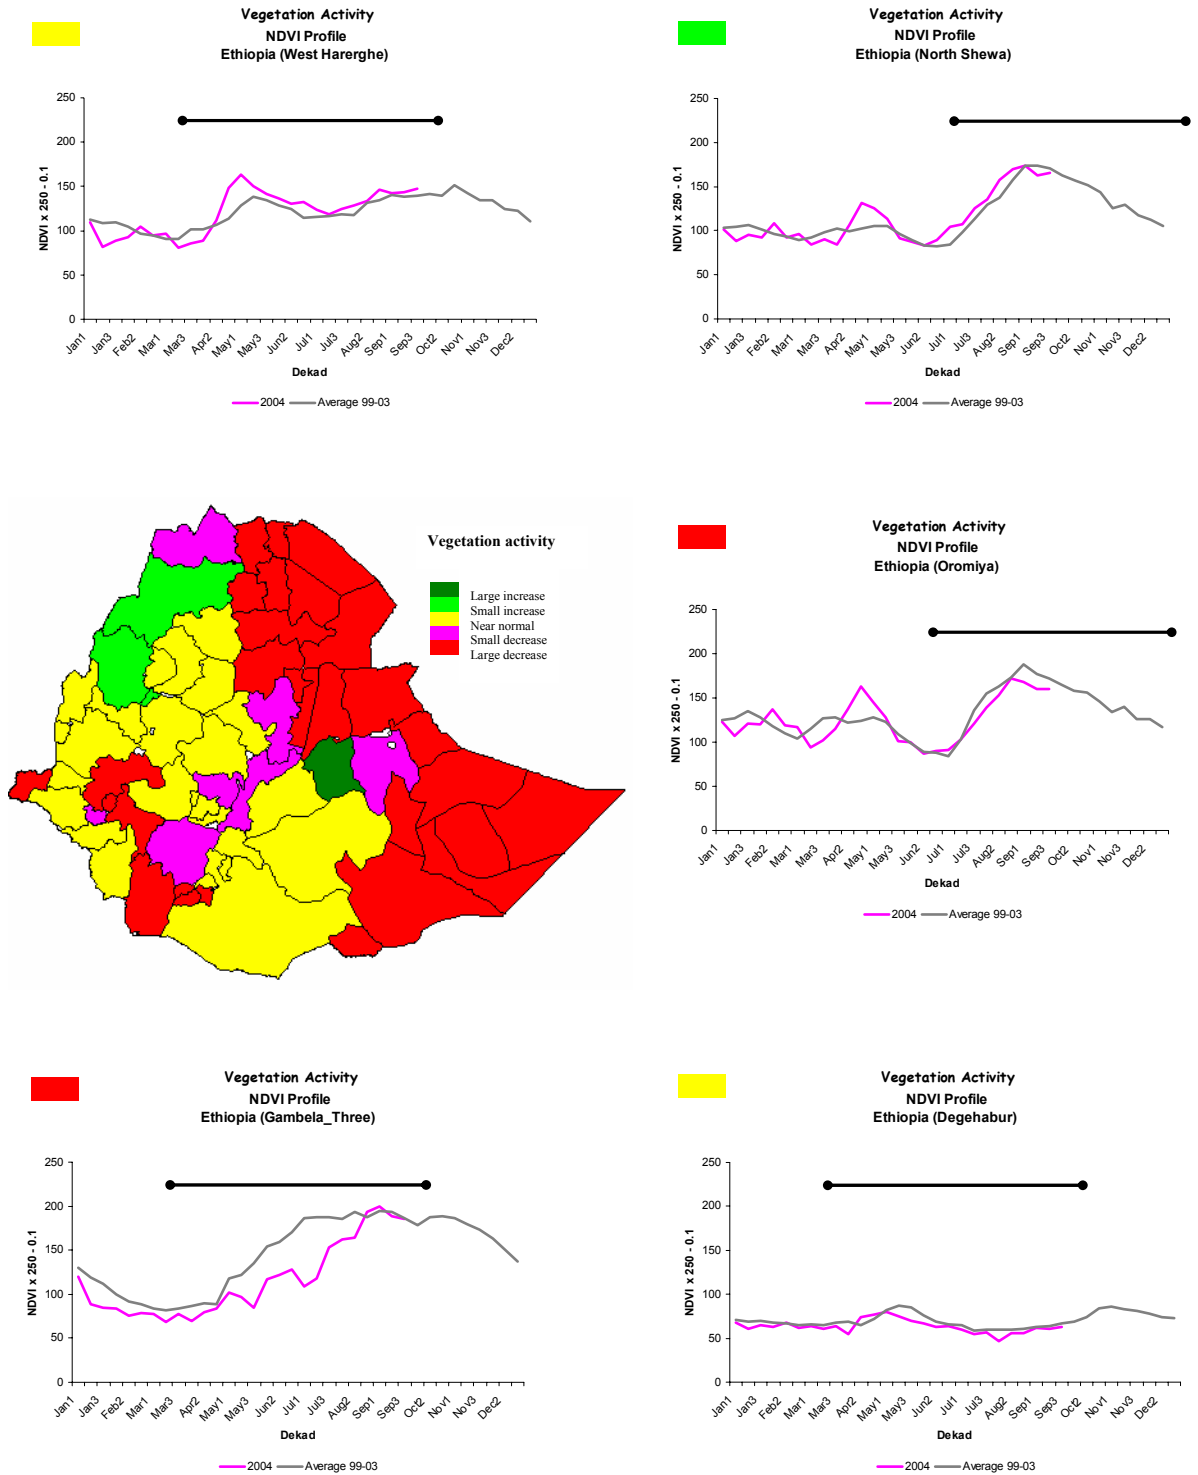 Vegetation Activity
NDVI Profile
Ethiopia (West Harerghe)
250
200
150
100
50
0
NDVI x 250 - 0.1
Jan1 Jan3 Feb2 Mar1 Mar3 Apr2 May1 May3 Jun2 Jul1 Jul3 Aug2 Sep1 Sep3 Oct2 Nov1 Nov3 Dec2
Dekad
2004 Average 99-03
Vegetation Activity
NDVI Profile
Ethiopia (North Shewa)
250
200
150
100
50
0
NDVI x 250 - 0.1
Jan1 Jan3 Feb2 Mar1 Mar3 Apr2 May1 May3 Jun2 Jul1 Jul3 Aug2 Sep1 Sep3 Oct2 Nov1 Nov3 Dec2
Dekad
2004 Average 99-03
Vegetation activity
Large increase
Small increase
Near normal
Small decrease
Large decrease
Vegetation Activity
NDVI Profile
Ethiopia (Oromiya)
250
200
150
100
50
0
NDVI x 250 - 0.1
Jan1 Jan3 Feb2 Mar1 Mar3 Apr2 May1 May3 Jun2 Jul1 Jul3 Aug2 Sep1 Sep3 Oct2 Nov1 Nov3 Dec2
Dekad
2004 Average 99-03
Vegetation Activity
NDVI Profile
Ethiopia (Gambela_Three)
250
200
150
100
50
0
NDVI x 250 - 0.1
Jan1 Jan3 Feb2 Mar1 Mar3 Apr2 May1 May3 Jun2 Jul1 Jul3 Aug2 Sep1 Sep3 Oct2 Nov1 Nov3 Dec2
Dekad
2004 Average 99-03
Vegetation Activity
NDVI Profile
Ethiopia (Degehabur)
250
200
150
100
50
0
NDVI x 250 - 0.1
Jan1 Jan3 Feb2 Mar1 Mar3 Apr2 May1 May3 Jun2 Jul1 Jul3 Aug2 Sep1 Sep3 Oct2 Nov1 Nov3 Dec2
Dekad
2004 Average 99-03